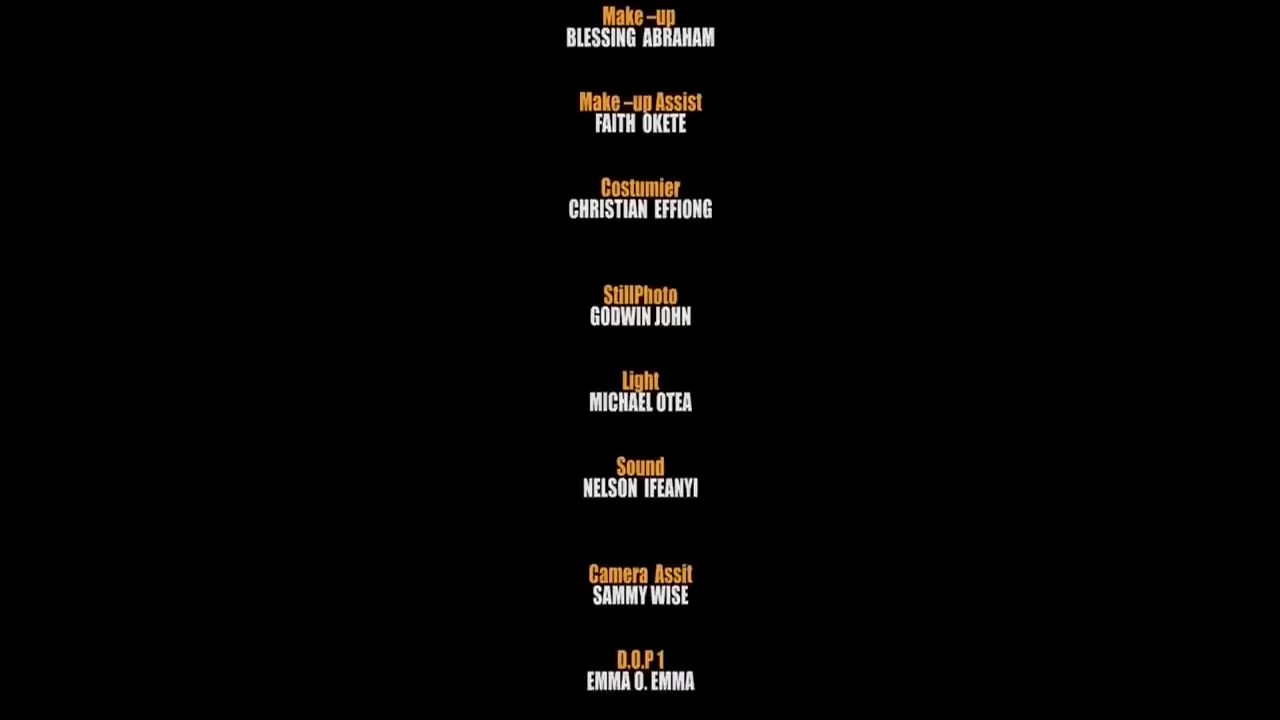 Make –up
BLESSING ABRAHAM
Make –up Assist
FAITH OKETE
Costumier
CHRISTIAN EFFIONG
StillPhoto
GODWIN JOHN
Light
MICHAEL OTEA
Sound
NELSON IFEANYI
Camera Assit
SAMMY WISE
D.O.P 1
EMMA O. EMMA